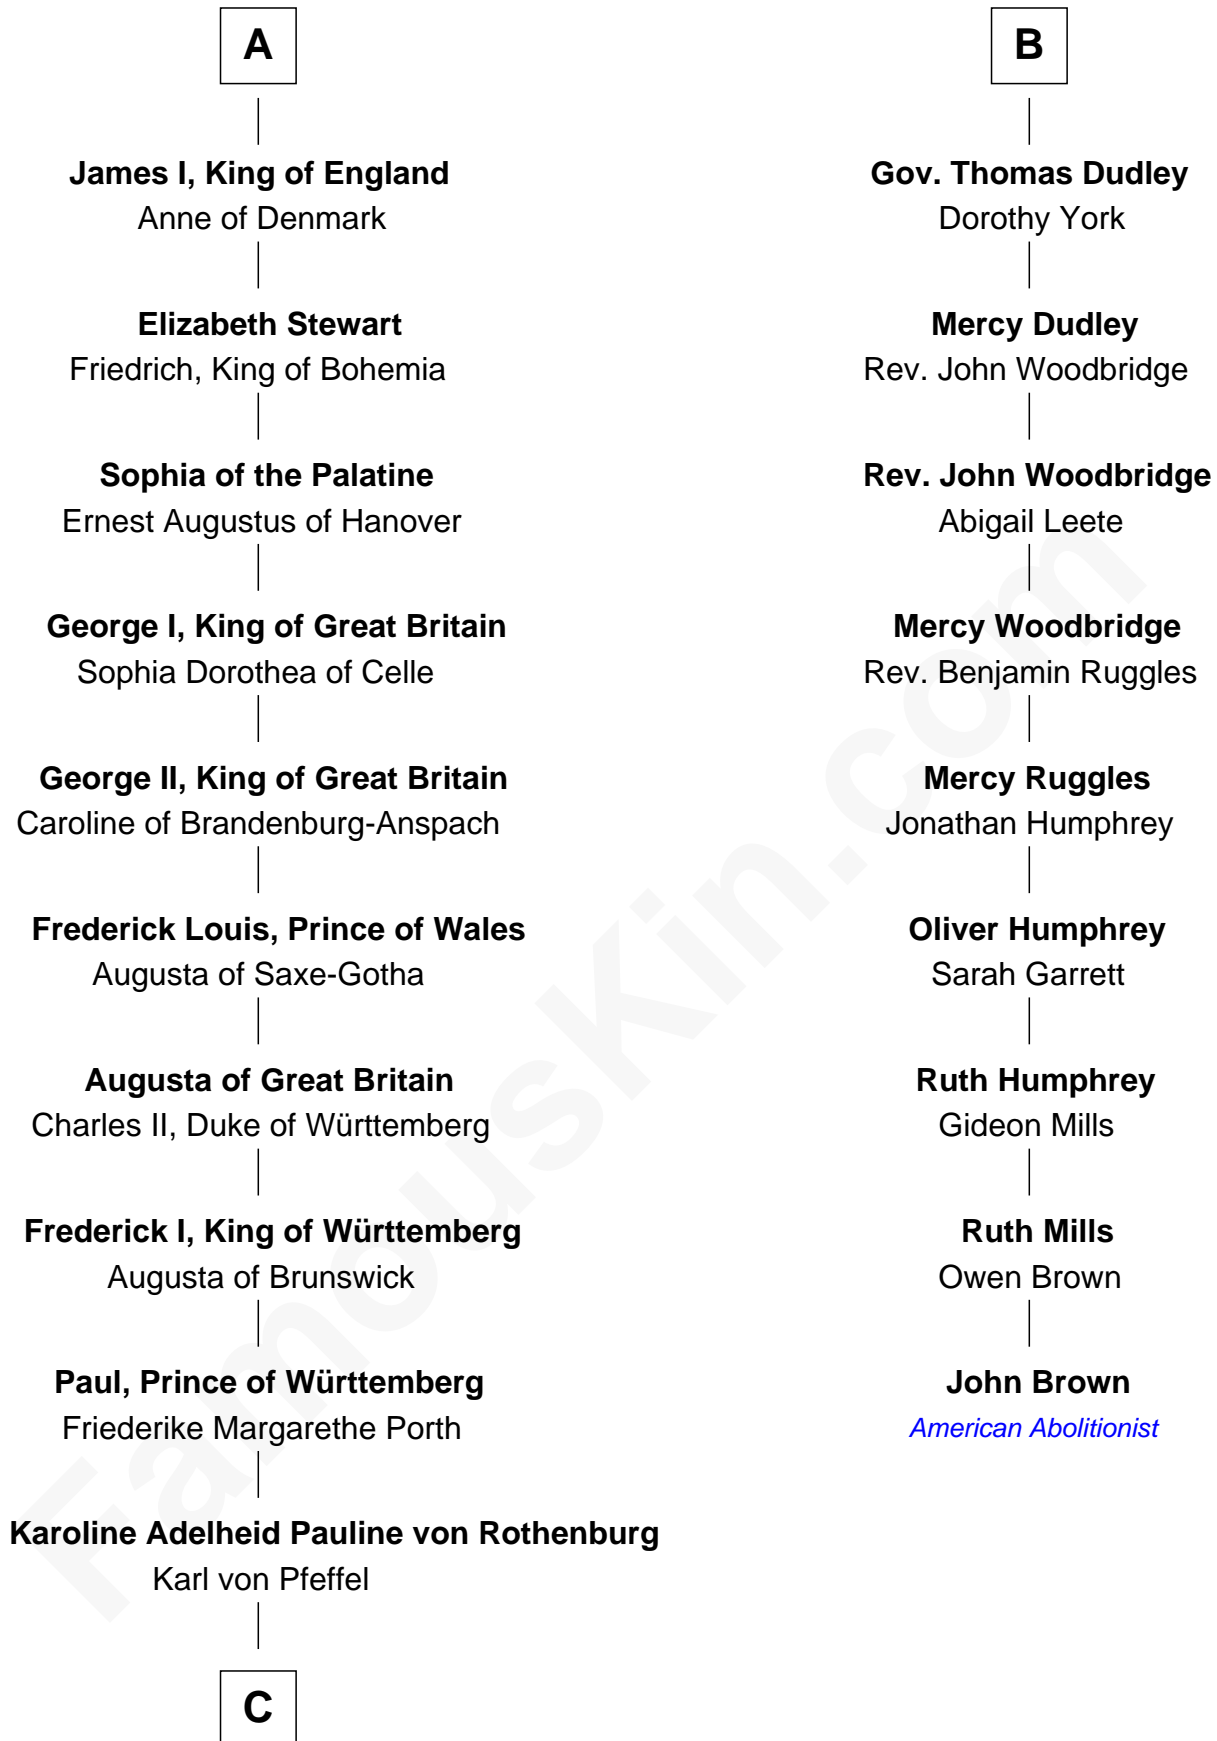 A
James I, King of England
Anne of Denmark
Elizabeth Stewart
Friedrich, King of Bohemia
Sophia of the Palatine
Ernest Augustus of Hanover
George I, King of Great Britain
Sophia Dorothea of Celle
George II, King of Great Britain
Caroline of Brandenburg-Anspach
Frederick Louis, Prince of Wales
Augusta of Saxe-Gotha
Augusta of Great Britain
Charles II, Duke of Württemberg
Frederick I, King of Württemberg
Augusta of Brunswick
Paul, Prince of Württemberg
Friederike Margarethe Porth
Karoline Adelheid Pauline von Rothenburg
Karl von Pfeffel
C
B
Gov. Thomas Dudley
Dorothy York
Mercy Dudley
Rev. John Woodbridge
Rev. John Woodbridge
Abigail Leete
Mercy Woodbridge
Rev. Benjamin Ruggles
Mercy Ruggles
Jonathan Humphrey
Oliver Humphrey
Sarah Garrett
Ruth Humphrey
Gideon Mills
Ruth Mills
Owen Brown
John Brown
American Abolitionist
FamousKin.com